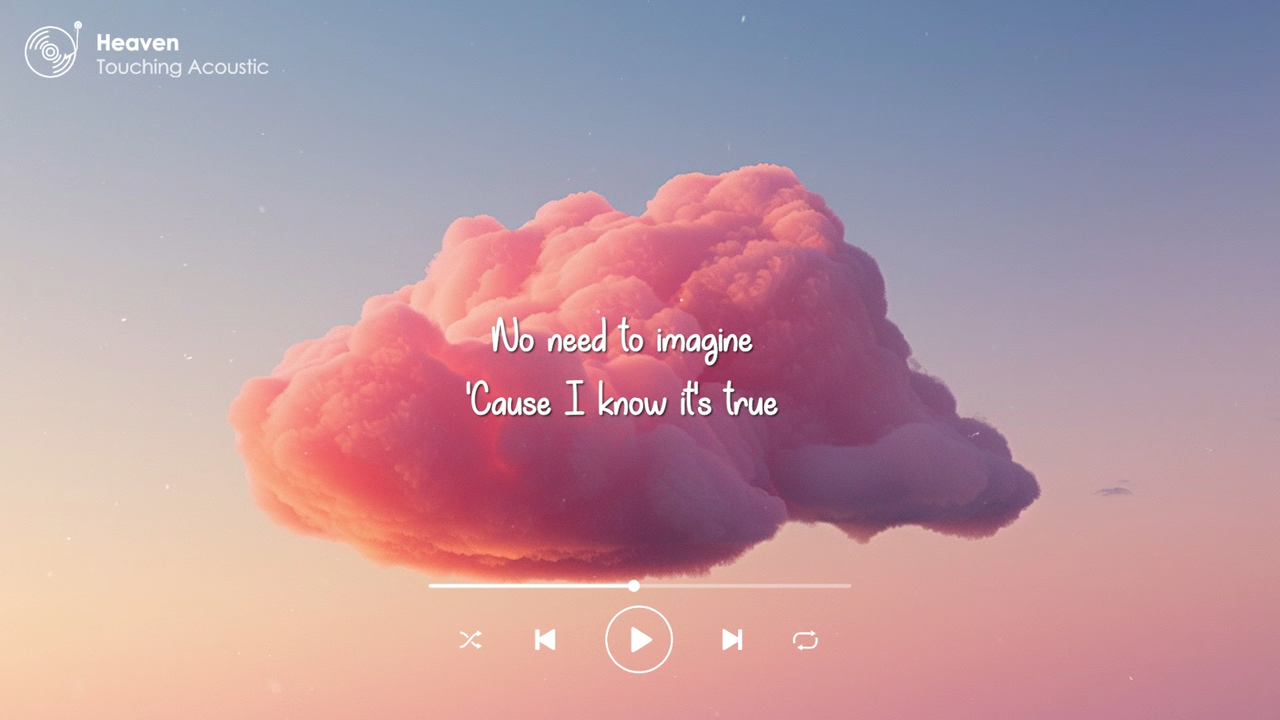 Heaven
Touching Acoustic
No need to imagine
'Cause I know it's true